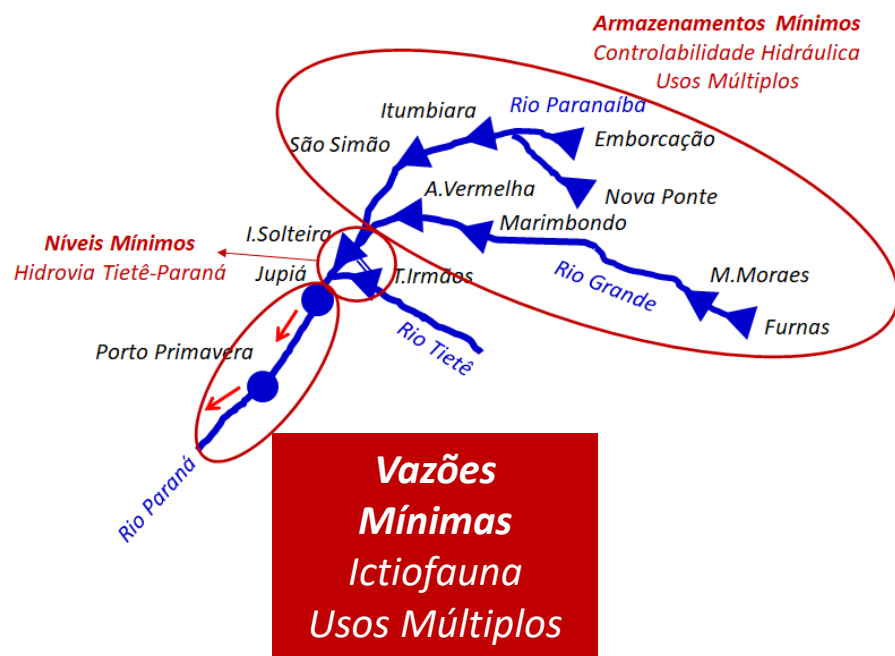 Armazenamentos Mínimos
Controlabilidade Hidráulica
Usos Múltiplos
Rio Paranaíba
Itumbiara
Emborcação
São Simão
Nova Ponte
A.Vermelha
Marimbondo
I.Solteira
Níveis Mínimos
Hidrovia Tietê-Paraná
Jupiá
T.Irmãos
Rio Grande
M.Moraes
Furnas
Rio Tietê
Porto Primavera
Rio Paraná
Vazões
Mínimas
Ictiofauna
Usos Múltiplos